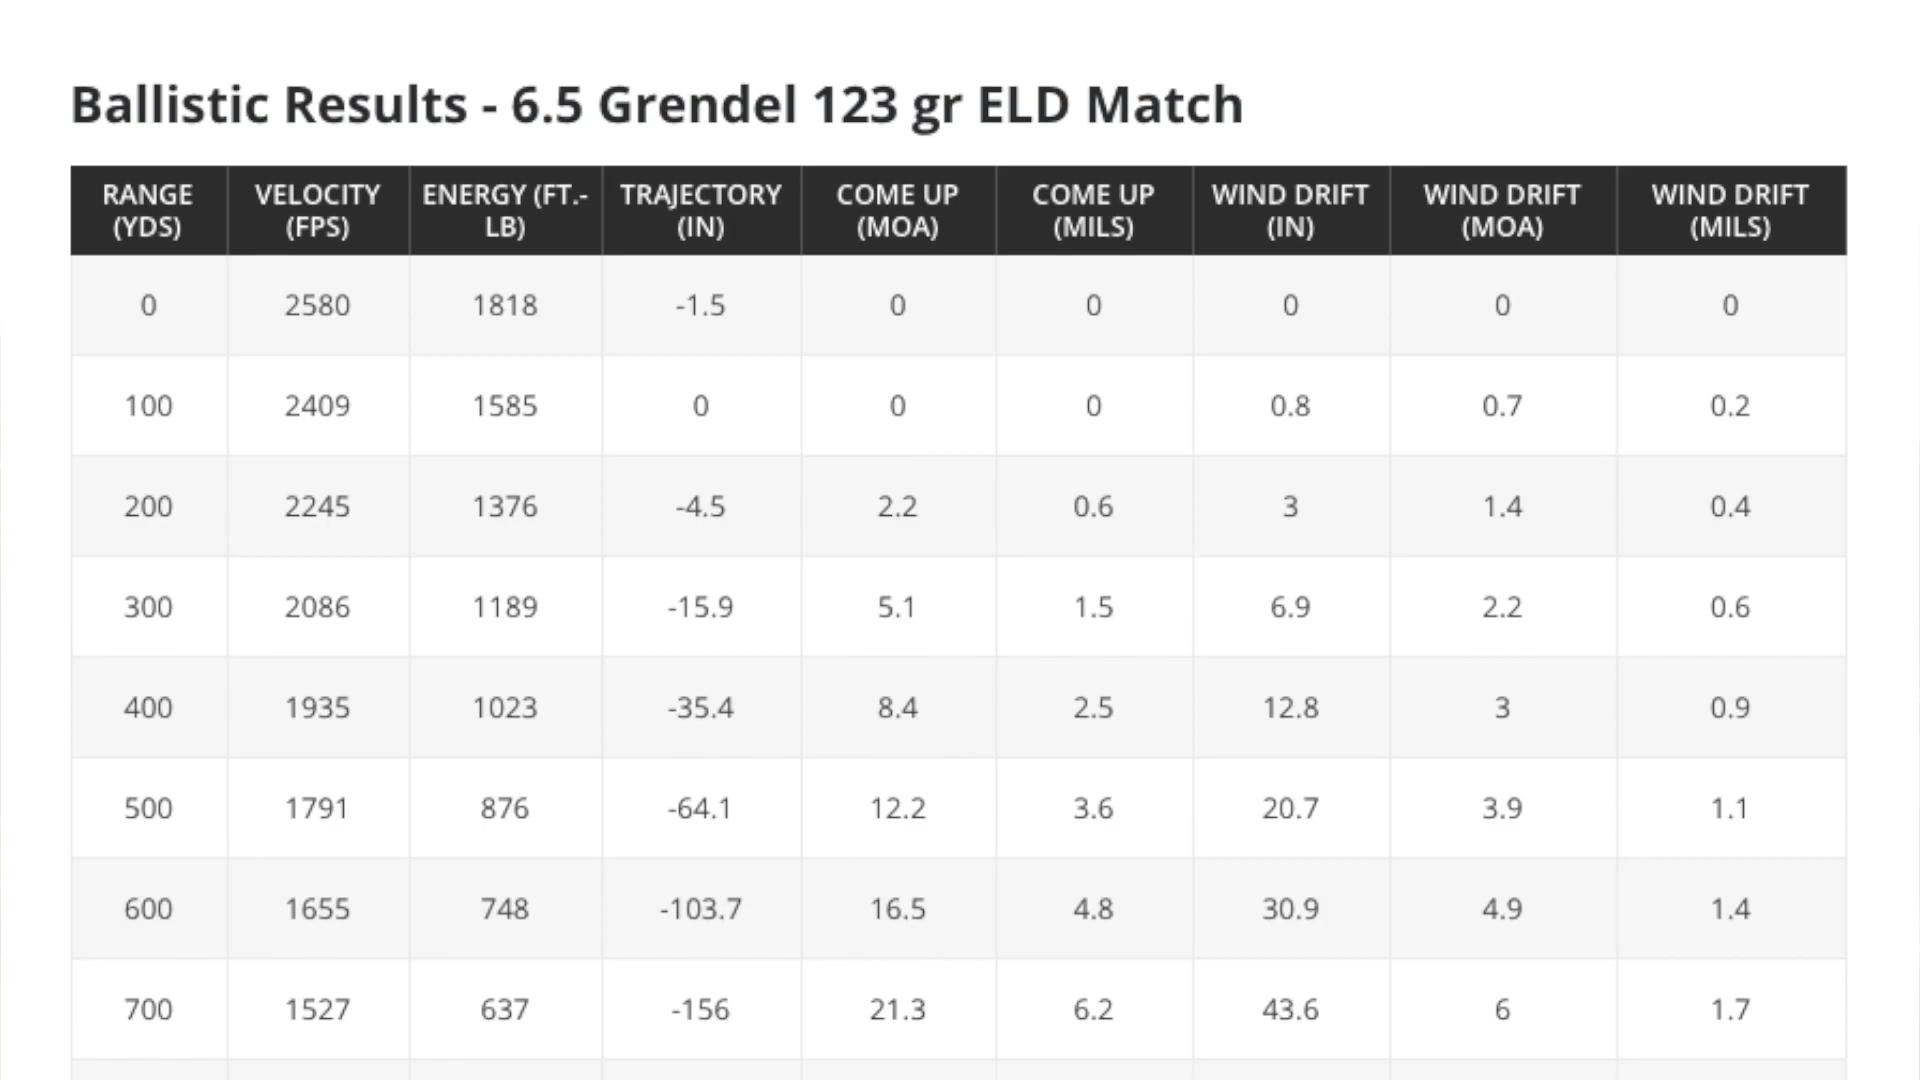 Ballistic Results - 6.5 Grendel 123 gr ELD Match
RANGE (YDS) VELOCITY (FPS) ENERGY (FT.-LB) TRAJECTORY (IN) COME UP (MOA) COME UP (MILS) WIND DRIFT (IN) WIND DRIFT (MOA) WIND DRIFT (MILS)
0 2580 1818 -1.5 0 0 0 0 0
100 2409 1585 0 0 0 0.8 0.7 0.2
200 2245 1376 -4.5 2.2 0.6 3 1.4 0.4
300 2086 1189 -15.9 5.1 1.5 6.9 2.2 0.6
400 1935 1023 -35.4 8.4 2.5 12.8 3 0.9
500 1791 876 -64.1 12.2 3.6 20.7 3.9 1.1
600 1655 748 -103.7 16.5 4.8 30.9 4.9 1.4
700 1527 637 -156 21.3 6.2 43.6 6 1.7